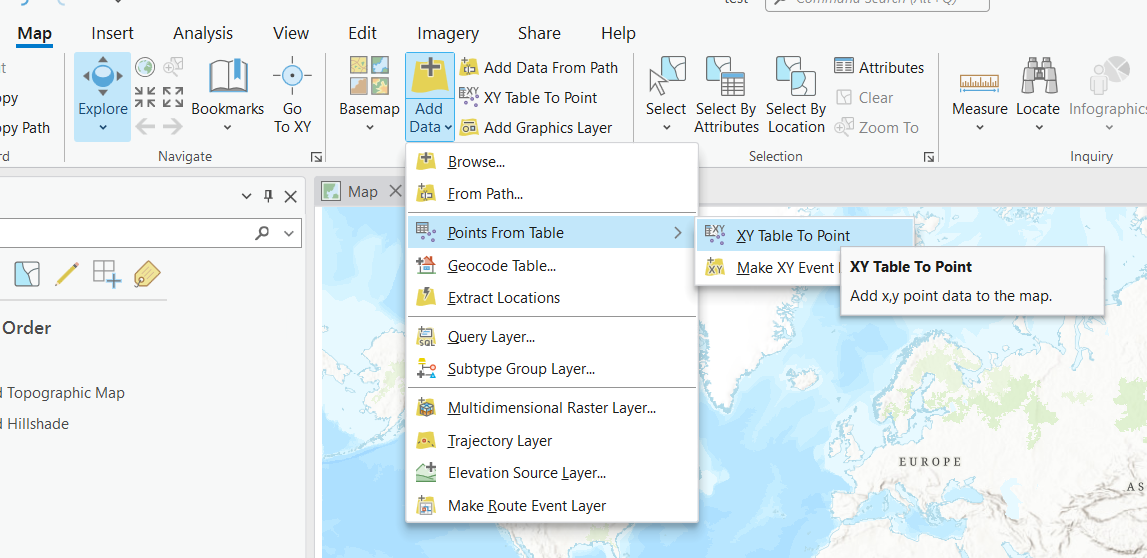 test
Command Search (Alt+Q)
Map
Insert
Analysis
View
Edit
Imagery
Share
Help
t
opy
opy Path
d
Explore
Bookmarks
Go
To XY
Navigate
Basemap
Add
Data
Add Data From Path
XY Table To Point
Add Graphics Layer
Select
Select By
Attributes
Select By
Location
Attributes
Clear
Zoom To
Selection
Measure
Locate
Infographics
Inquiry
Map
Browse...
From Path...
Points From Table
Geocode Table...
Extract Locations
Query Layer...
Subtype Group Layer...
Multidimensional Raster Layer...
Trajectory Layer
Elevation Source Layer...
Make Route Event Layer
XY Table To Point
Make XY Event
XY Table To Point
Add x,y point data to the map.
Order
d Topographic Map
d Hillshade
EUROPE
AS